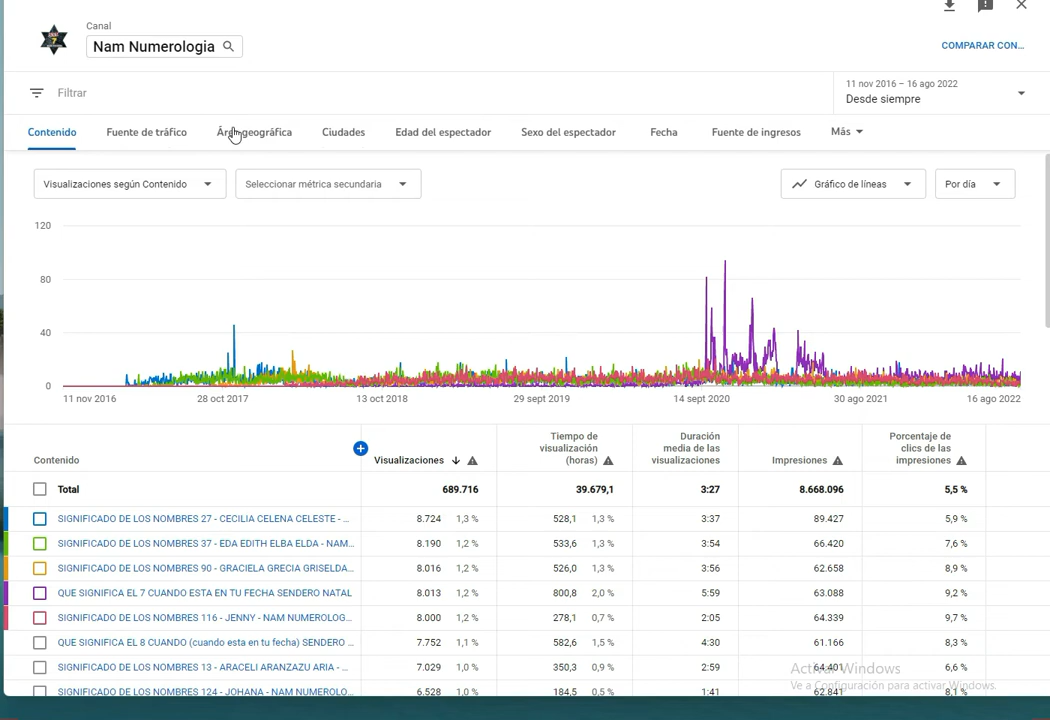 Canal
Nam Numerologia
COMPARAR CON...
Filtrar
11 nov 2016 – 16 ago 2022
Desde siempre
Contenido Fuente de tráfico Área geográfica Ciudades Edad del espectador Sexo del espectador Fecha Fuente de ingresos Más
Visualizaciones según Contenido Seleccionar métrica secundaria Gráfico de líneas Por día
120
80
40
0
11 nov 2016 28 oct 2017 13 oct 2018 29 sept 2019 14 sept 2020 30 ago 2021 16 ago 2022
Contenido Visualizaciones Tiempo de visualización (horas) Duración media de las visualizaciones Impresiones Porcentaje de clics de las impresiones
Total 689.716 39.679,1 3:27 8.668.096 5,5 %
SIGNIFICADO DE LOS NOMBRES 27 - CECILIA CELENA CELESTE - ... 8.724 1,3 % 528,1 1,3 % 3:37 89.427 5,9 %
SIGNIFICADO DE LOS NOMBRES 37 - EDA EDITH ELBA ELDA - NAM... 8.190 1,2 % 533,6 1,3 % 3:54 66.420 7,6 %
SIGNIFICADO DE LOS NOMBRES 90 - GRACIELA GRECIA GRISELDA... 8.016 1,2 % 526,0 1,3 % 3:56 62.658 8,9 %
QUE SIGNIFICA EL 7 CUANDO ESTA EN TU FECHA SENDERO NATAL 8.013 1,2 % 800,8 2,0 % 5:59 63.088 9,2 %
SIGNIFICADO DE LOS NOMBRES 116 - JENNY - NAM NUMEROLOG... 8.000 1,2 % 278,1 0,7 % 2:05 64.339 9,7 %
QUE SIGNIFICA EL 8 CUANDO (cuando esta en tu fecha) SENDERO ... 7.752 1,1 % 582,6 1,5 % 4:30 61.166 8,3 %
SIGNIFICADO DE LOS NOMBRES 13 - ARACELI ARANZAZU ARIA - ... 7.029 1,0 % 350,3 0,9 % 2:59 64.401 6,6 %
SIGNIFICADO DE LOS NOMBRES 124 - JOHANA - NAM NUMEROLO... 6.528 1,0 % 184,5 0,5 % 1:41 62.841 8,1 %
Activar Windows
Ve a Configuración para activar Windows.